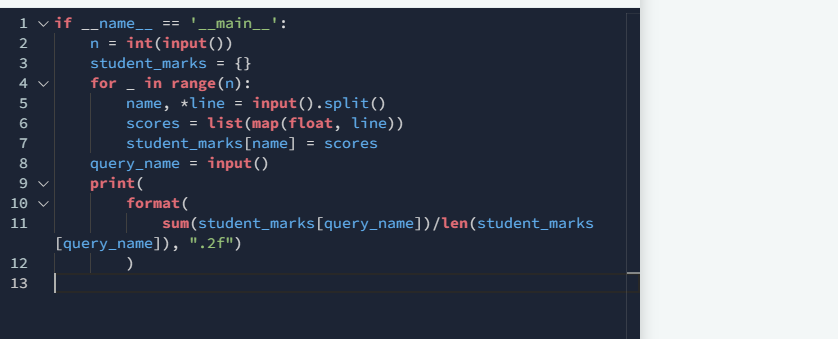 1 if __name__ == '__main__':
2     n = int(input())
3     student_marks = {}
4     for _ in range(n):
5         name, *line = input().split()
6         scores = list(map(float, line))
7         student_marks[name] = scores
8     query_name = input()
9     print(
10         format(
11             sum(student_marks[query_name])/len(student_marks
[query_name]), ".2f")
12         )
13